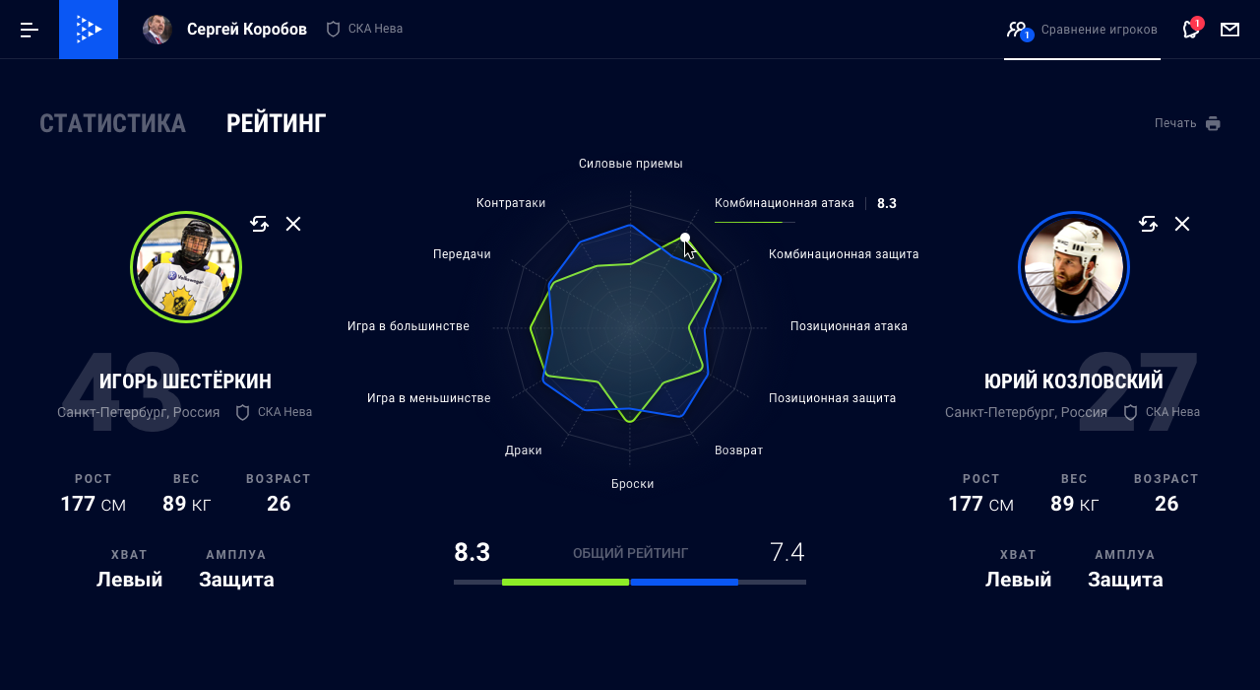 Сергей Коробов
СКА Нева
1
Сравнение игроков
1
СТАТИСТИКА
РЕЙТИНГ
Печать
Силовые приемы
Контратаки
Комбинационная атака
8.3
Передачи
Комбинационная защита
Игра в большинстве
Позиционная атака
Игра в меньшинстве
Позиционная защита
Драки
Возврат
Броски
43
ИГОРЬ ШЕСТЁРКИН
Санкт-Петербург, Россия
СКА Нева
РОСТ ВЕС ВОЗРАСТ
177 СМ 89 КГ 26
ХВАТ АМПЛУА
Левый Защита
8.3 ОБЩИЙ РЕЙТИНГ 7.4
27
ЮРИЙ КОЗЛОВСКИЙ
Санкт-Петербург, Россия
СКА Нева
РОСТ ВЕС ВОЗРАСТ
177 СМ 89 КГ 26
ХВАТ АМПЛУА
Левый Защита